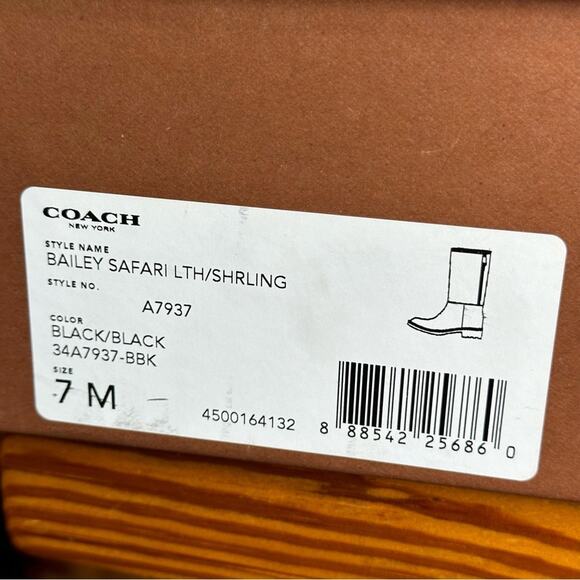 COACH
NEW YORK
STYLE NAME
BAILEY SAFARI LTH/SHRLING
STYLE NO.
A7937
COLOR
BLACK/BLACK
34A7937-BBK
SIZE
7 M
4500164132
8 88542 25686 0